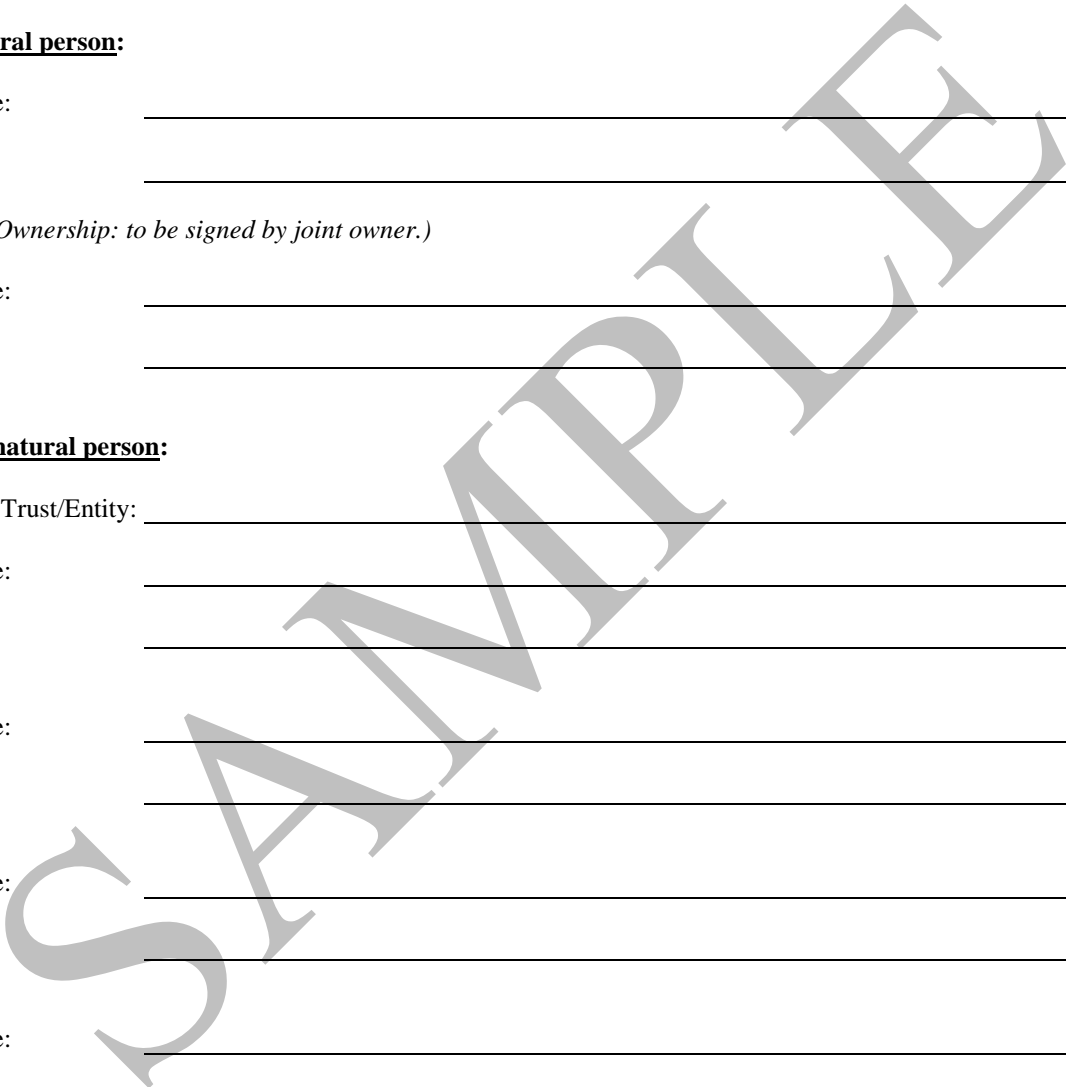 ral person:
e:
Ownership: to be signed by joint owner.)
e:
natural person:
Trust/Entity:
e:
e:
e:
e:
SAMPLE